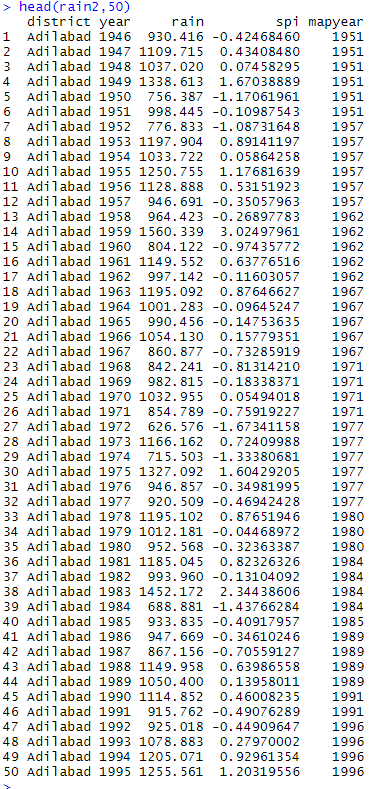 > head(rain2,50)
district year rain spi mapyear
1 Adilabad 1946 930.416 -0.42468460 1951
2 Adilabad 1947 1109.715 0.43408480 1951
3 Adilabad 1948 1037.020 0.07458295 1951
4 Adilabad 1949 1338.613 1.67038889 1951
5 Adilabad 1950 756.387 -1.17061961 1951
6 Adilabad 1951 998.445 -0.10987543 1951
7 Adilabad 1952 776.833 -1.08731648 1957
8 Adilabad 1953 1197.904 0.89141197 1957
9 Adilabad 1954 1033.722 0.05864258 1957
10 Adilabad 1955 1250.755 1.17681639 1957
11 Adilabad 1956 1128.888 0.53151923 1957
12 Adilabad 1957 946.691 -0.35057963 1957
13 Adilabad 1958 964.423 -0.26897783 1962
14 Adilabad 1959 1560.339 3.02497961 1962
15 Adilabad 1960 804.122 -0.97435772 1962
16 Adilabad 1961 1149.552 0.63776516 1962
17 Adilabad 1962 997.142 -0.11603057 1962
18 Adilabad 1963 1195.092 0.87646627 1967
19 Adilabad 1964 1001.283 -0.09645247 1967
20 Adilabad 1965 990.456 -0.14753635 1967
21 Adilabad 1966 1054.130 0.15779351 1967
22 Adilabad 1967 860.877 -0.73285919 1967
23 Adilabad 1968 842.241 -0.81314210 1971
24 Adilabad 1969 982.815 -0.18338371 1971
25 Adilabad 1970 1032.955 0.05494018 1971
26 Adilabad 1971 854.789 -0.75919227 1971
27 Adilabad 1972 626.576 -1.67341158 1977
28 Adilabad 1973 1166.162 0.72409988 1977
29 Adilabad 1974 715.503 -1.33380681 1977
30 Adilabad 1975 1327.092 1.60429205 1977
31 Adilabad 1976 946.857 -0.34981995 1977
32 Adilabad 1977 920.509 -0.46942428 1977
33 Adilabad 1978 1195.102 0.87651946 1980
34 Adilabad 1979 1012.181 -0.04468972 1980
35 Adilabad 1980 952.568 -0.32363387 1980
36 Adilabad 1981 1185.045 0.82326326 1984
37 Adilabad 1982 993.960 -0.13104092 1984
38 Adilabad 1983 1452.172 2.34438606 1984
39 Adilabad 1984 688.881 -1.43766284 1984
40 Adilabad 1985 933.835 -0.40917957 1985
41 Adilabad 1986 947.669 -0.34610246 1989
42 Adilabad 1987 867.156 -0.70559127 1989
43 Adilabad 1988 1149.958 0.63986558 1989
44 Adilabad 1989 1050.400 0.13958011 1989
45 Adilabad 1990 1114.852 0.46008235 1991
46 Adilabad 1991 915.762 -0.49076289 1991
47 Adilabad 1992 925.018 -0.44909647 1996
48 Adilabad 1993 1078.883 0.27970002 1996
49 Adilabad 1994 1205.071 0.92961354 1996
50 Adilabad 1995 1255.561 1.20319556 1996
>